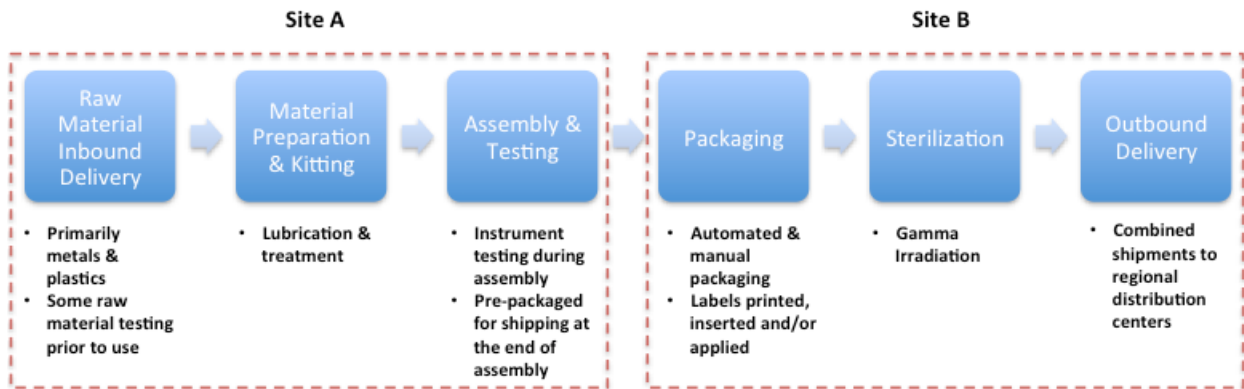 Site A
Site B
Raw
Material
Inbound
Delivery
Material
Preparation
& Kitting
Assembly &
Testing
Packaging
Sterilization
Outbound
Delivery
• Primarily
metals &
plastics
• Some raw
material testing
prior to use
• Lubrication &
treatment
• Instrument
testing during
assembly
• Pre-packaged
for shipping at
the end of
assembly
• Automated &
manual
packaging
• Labels printed,
inserted and/or
applied
• Gamma
Irradiation
• Combined
shipments to
regional
distribution
centers